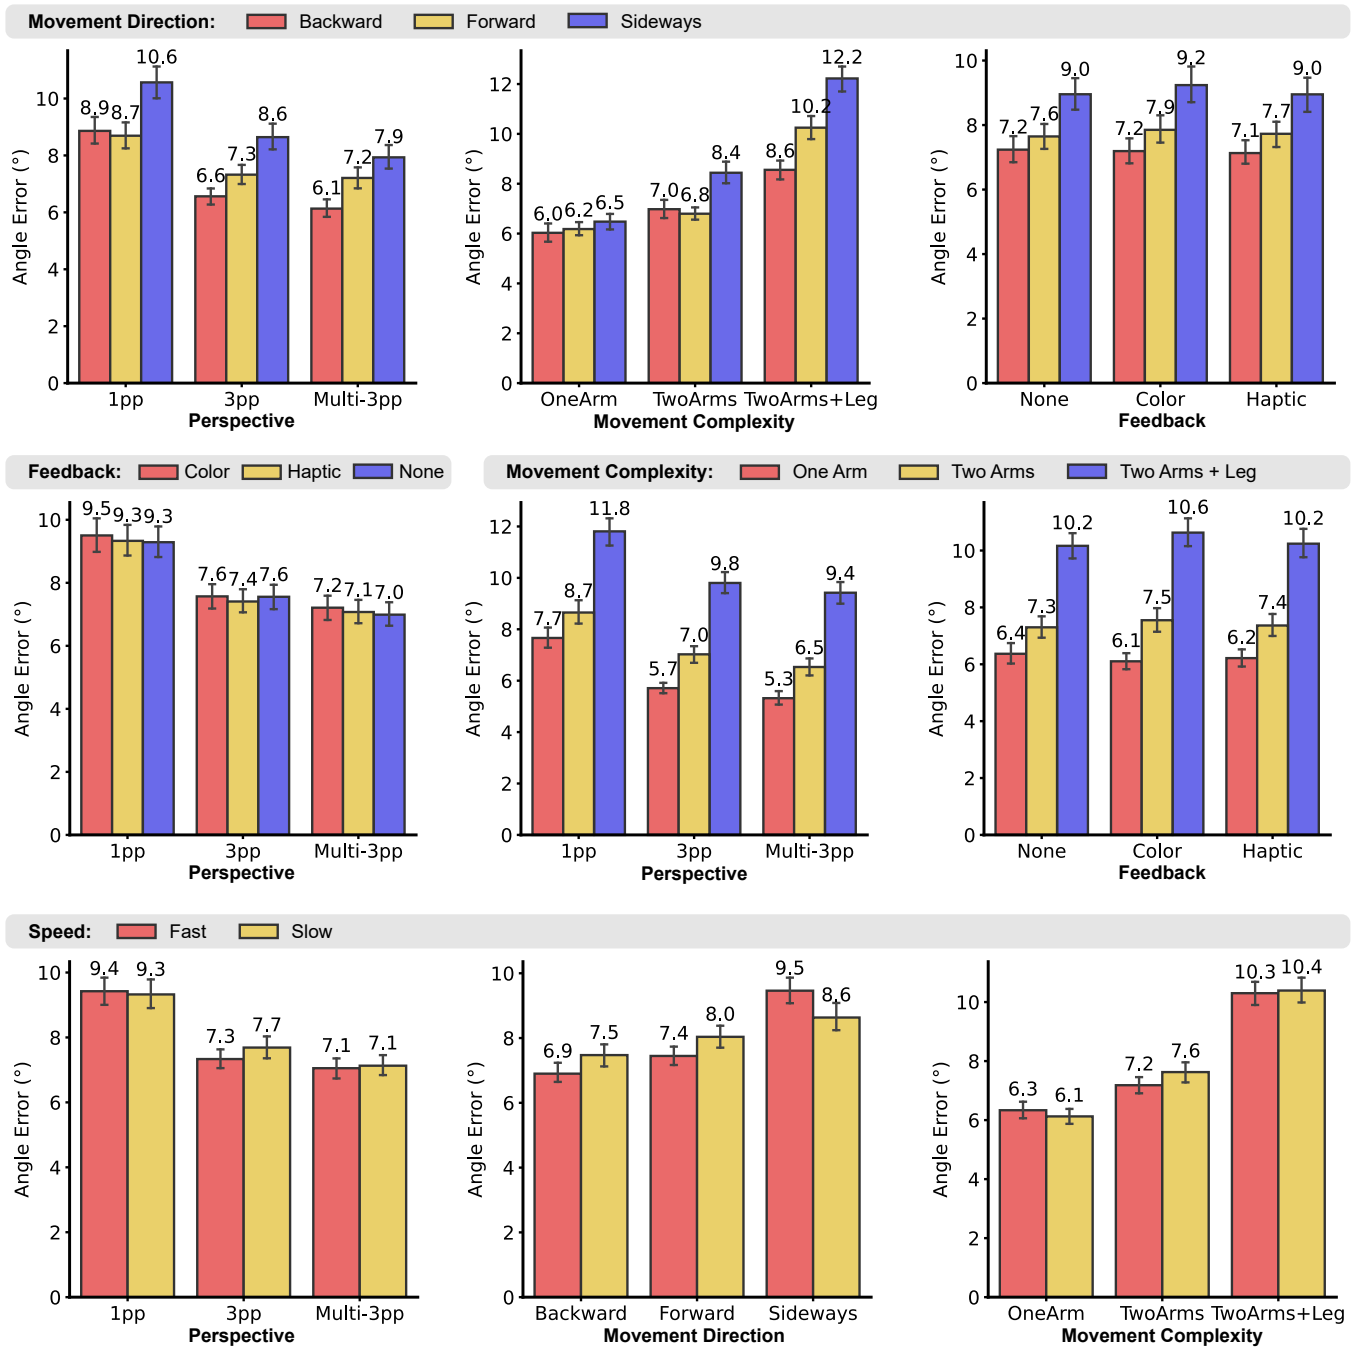 Movement Direction: Backward Forward Sideways
Angle Error (°)
0 2 4 6 8 10
8.9 8.7 10.6 6.6 7.3 8.6 6.1 7.2 7.9
1pp 3pp Multi-3pp
Perspective
Angle Error (°)
0 2 4 6 8 10 12
6.0 6.2 6.5 7.0 6.8 8.4 8.6 10.2 12.2
OneArm TwoArms TwoArms+Leg
Movement Complexity
Angle Error (°)
0 2 4 6 8 10
7.2 7.6 9.0 7.2 7.9 9.2 7.1 7.7 9.0
None Color Haptic
Feedback
Feedback: Color Haptic None
Angle Error (°)
0 2 4 6 8 10
9.5 9.3 9.3 7.6 7.4 7.6 7.2 7.1 7.0
1pp 3pp Multi-3pp
Perspective
Movement Complexity: One Arm Two Arms Two Arms + Leg
Angle Error (°)
0 2 4 6 8 10 12
7.7 8.7 11.8 5.7 7.0 9.8 5.3 6.5 9.4
1pp 3pp Multi-3pp
Perspective
Angle Error (°)
0 2 4 6 8 10
6.4 7.3 10.2 6.1 7.5 10.6 6.2 7.4 10.2
None Color Haptic
Feedback
Speed: Fast Slow
Angle Error (°)
0 2 4 6 8 10
9.4 9.3 7.3 7.7 7.1 7.1
1pp 3pp Multi-3pp
Perspective
Angle Error (°)
0 2 4 6 8 10
6.9 7.5 7.4 8.0 9.5 8.6
Backward Forward Sideways
Movement Direction
Angle Error (°)
0 2 4 6 8 10
6.3 6.1 7.2 7.6 10.3 10.4
OneArm TwoArms TwoArms+Leg
Movement Complexity